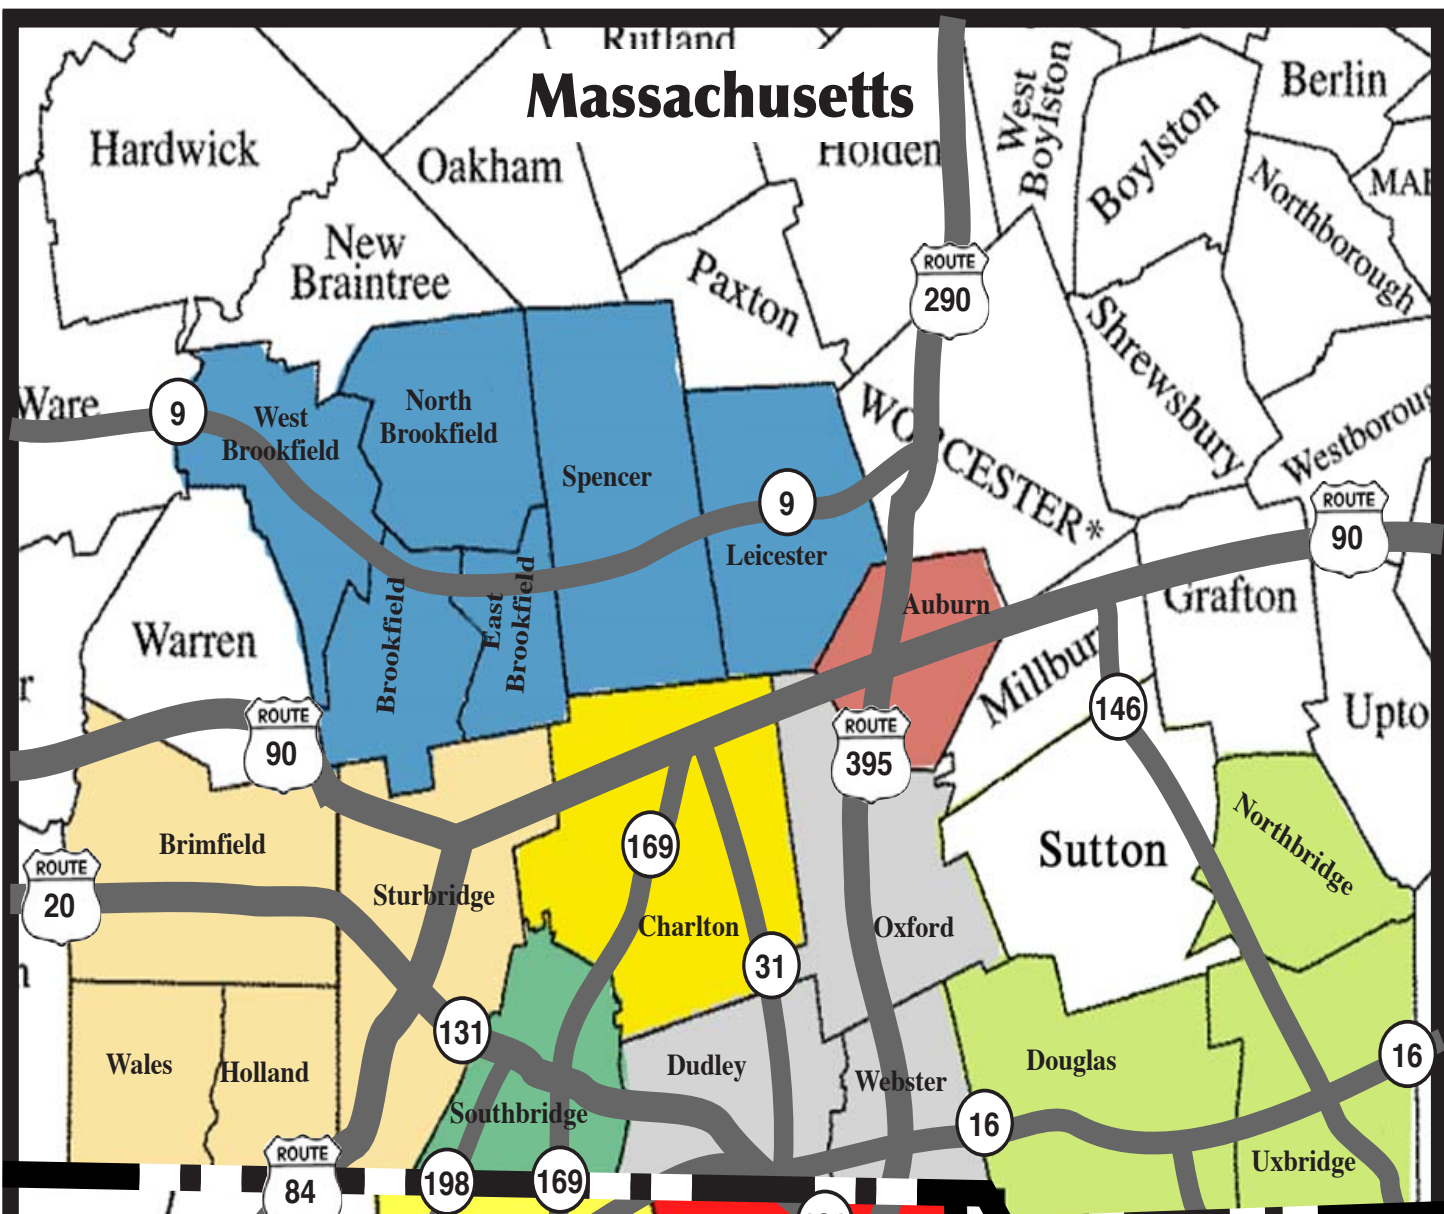 Rutland
Massachusetts
West
Boylston
Boylston
Berlin
Hardwick
Oakham
Holden
Northborough
New
Braintree
Paxton
ROUTE
290
Shrewsbury
Ware
9
West
Brookfield
North
Brookfield
Spencer
9
Leicester
WORCESTER*
Westboroug
ROUTE
90
Warren
Brookfield
East
Brookfield
Auburn
Grafton
Millbury
Upto
146
ROUTE
90
ROUTE
395
Brimfield
169
Sutton
Northbridge
ROUTE
20
Sturbridge
Charlton
Oxford
31
131
Wales
Holland
Dudley
Webster
Douglas
16
Southbridge
16
Uxbridge
ROUTE
84
198
169